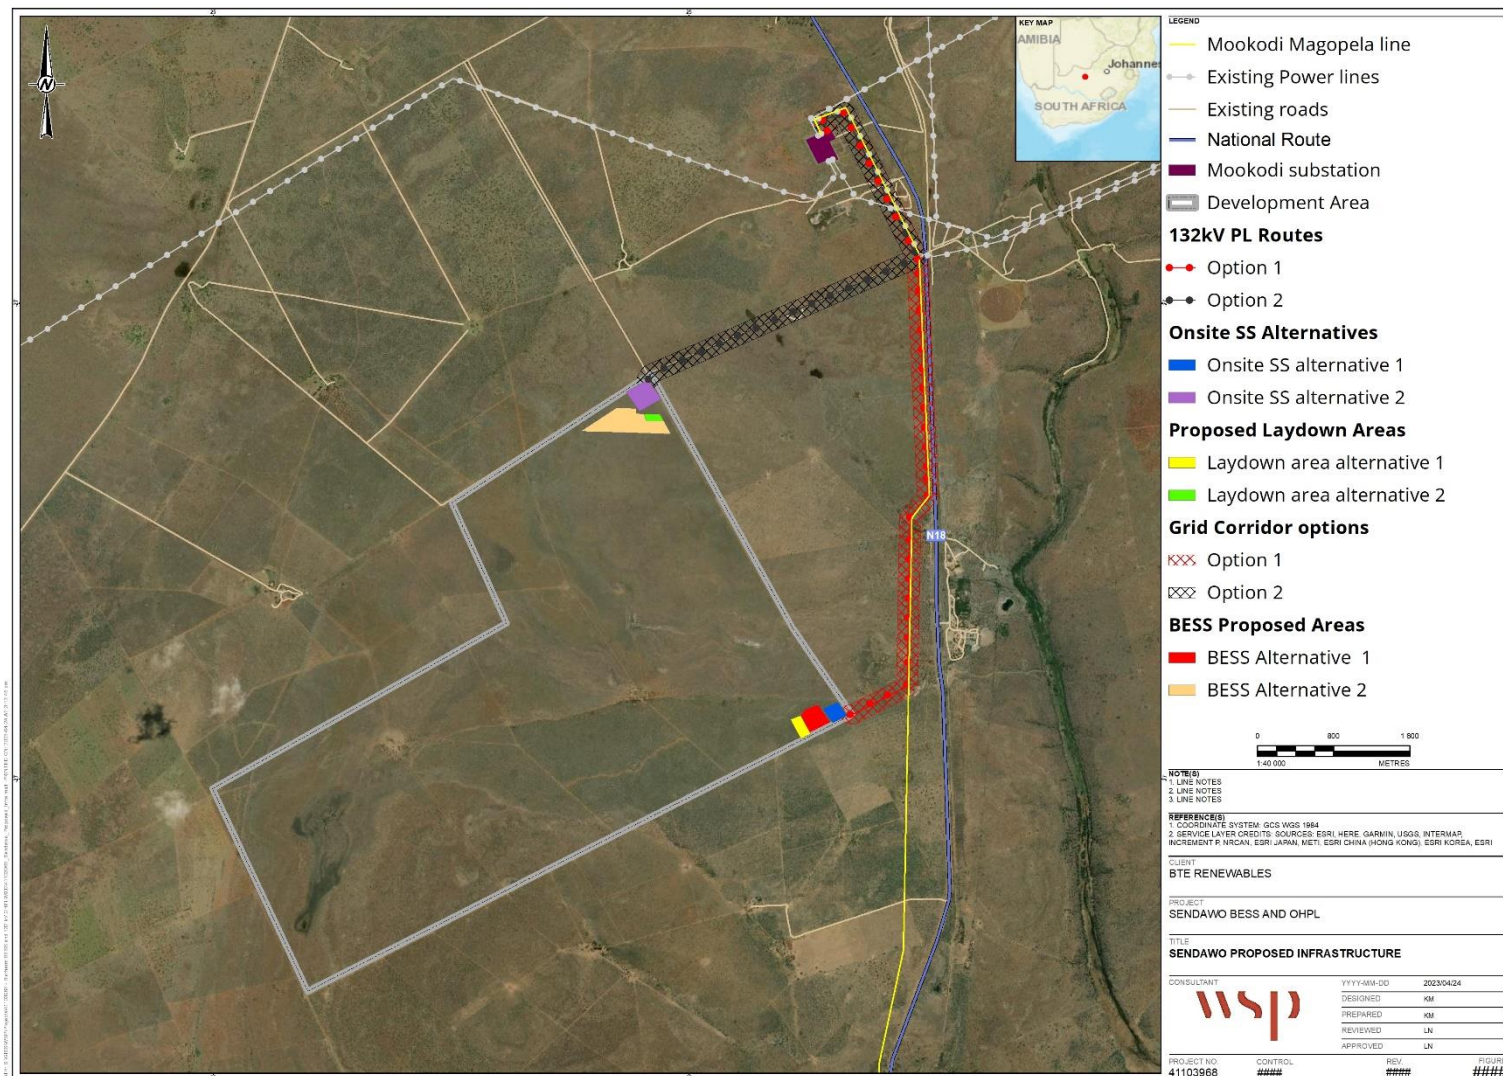 KEY MAP
AMIBIA
Johannes
SOUTH AFRICA
N
N18
LEGEND
Mookodi Magopela line
Existing Power lines
Existing roads
National Route
Mookodi substation
Development Area
132kV PL Routes
Option 1
Option 2
Onsite SS Alternatives
Onsite SS alternative 1
Onsite SS alternative 2
Proposed Laydown Areas
Laydown area alternative 1
Laydown area alternative 2
Grid Corridor options
Option 1
Option 2
BESS Proposed Areas
BESS Alternative 1
BESS Alternative 2
0 800 1 600
1:40 000 METRES
NOTE(S)
1. LINE NOTES
2. LINE NOTES
3. LINE NOTES
REFERENCE(S)
1. COORDINATE SYSTEM: GCS WGS 1984
2. SERVICE LAYER CREDITS: SOURCES: ESRI, HERE, GARMIN, USGS, INTERMAP,
INCREMENT P, NRCAN, ESRI JAPAN, METI, ESRI CHINA (HONG KONG), ESRI KOREA, ESRI
CLIENT
BTE RENEWABLES
PROJECT
SENDAWO BESS AND OHPL
TITLE
SENDAWO PROPOSED INFRASTRUCTURE
CONSULTANT
wsp
YYYY-MM-DD 2023/04/24
DESIGNED KM
PREPARED KM
REVIEWED LN
APPROVED LN
PROJECT NO. CONTROL REV. FIGURE
41103968 #### #### ####